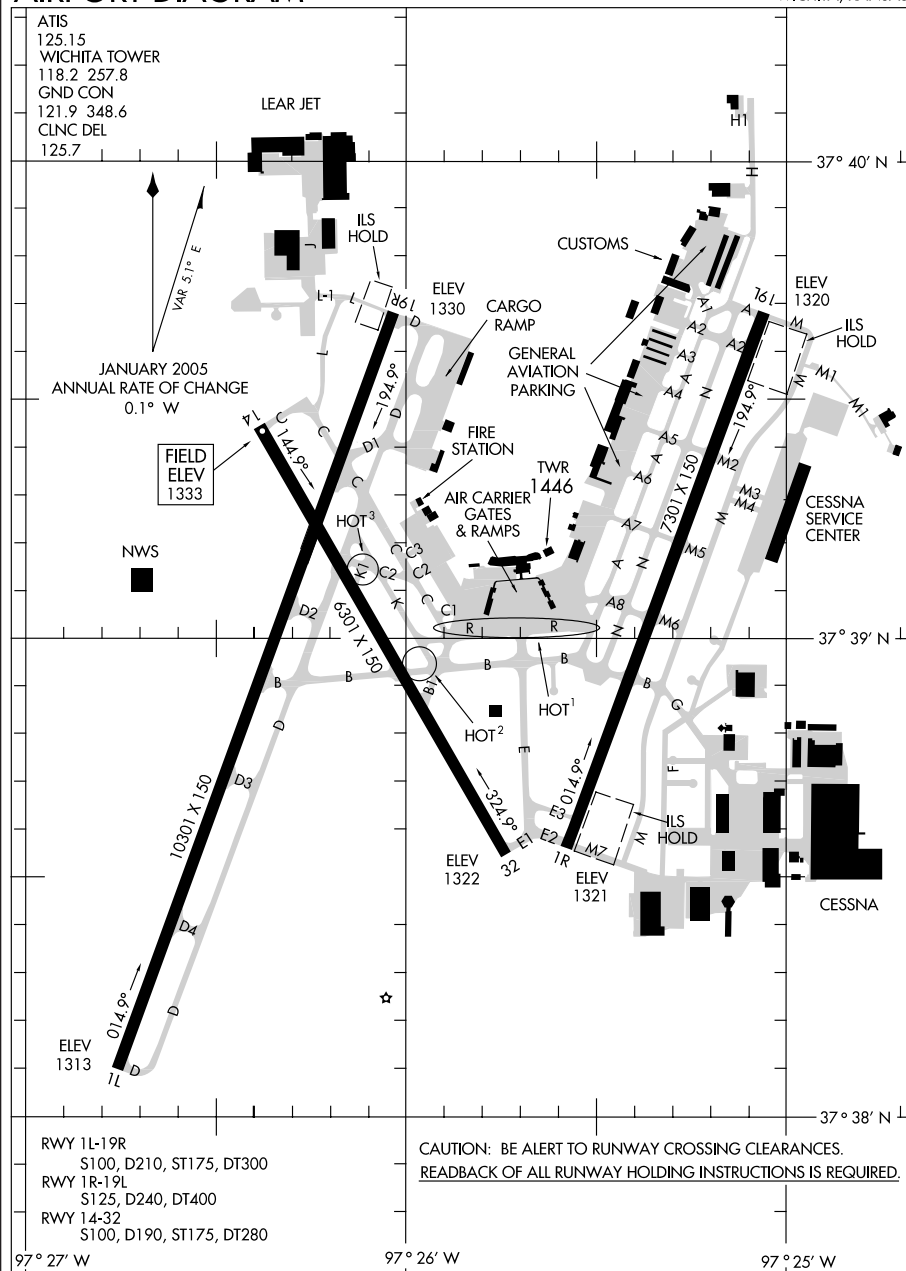 AIRPORT DIAGRAM
ATIS
125.15
WICHITA TOWER
118.2 257.8
GND CON
121.9 348.6
CLNC DEL
125.7
LEAR JET
H1
H
37° 40' N
VAR 5.1° E
JANUARY 2005
ANNUAL RATE OF CHANGE
0.1° W
ILS
HOLD
J
L-1
L
L
19R
D
ELEV
1330
CARGO
RAMP
CUSTOMS
GENERAL
AVIATION
PARKING
A1
A
19L
ELEV
1320
M
ILS
HOLD
A2
A2
A3
A
N
A4
M
M1
M1
194.9°
D
D1
194.9°
14
C
C
144.9°
C
FIELD
ELEV
1333
FIRE
STATION
TWR
1446
AIR CARRIER
GATES
& RAMPS
A5
A
A6
A7
7301 X 150
M2
M3
M4
M
M5
CESSNA
SERVICE
CENTER
NWS
HOT3
K1
C2
C
C3
C2
K
C
C1
A
N
A8
N
M6
D2
6301 X 150
R
R
37° 39' N
B
B
B
B
B
B1
HOT2
HOT1
G
D
E
F
D3
10301 X 150
324.9°
014.9°
E3
E2
E1
M7
M
ILS
HOLD
ELEV
1322
32
1R
ELEV
1321
CESSNA
D4
D
014.9°
ELEV
1313
1L
D
37° 38' N
RWY 1L-19R
S100, D210, ST175, DT300
RWY 1R-19L
S125, D240, DT400
RWY 14-32
S100, D190, ST175, DT280
CAUTION: BE ALERT TO RUNWAY CROSSING CLEARANCES.
READBACK OF ALL RUNWAY HOLDING INSTRUCTIONS IS REQUIRED.
97° 27' W
97° 26' W
97° 25' W